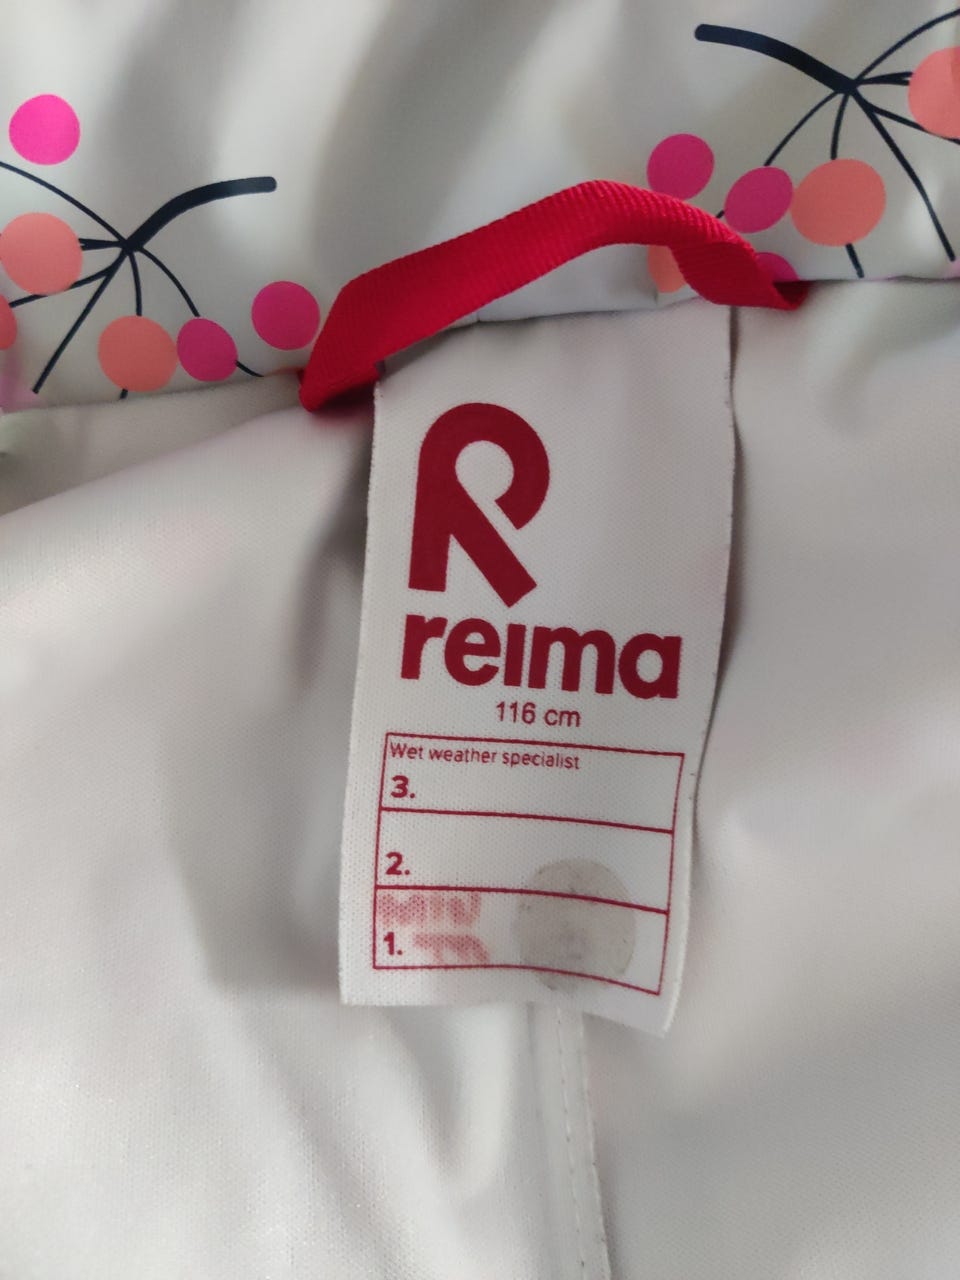 reima
116 cm
Wet weather specialist
3.
2.
1.